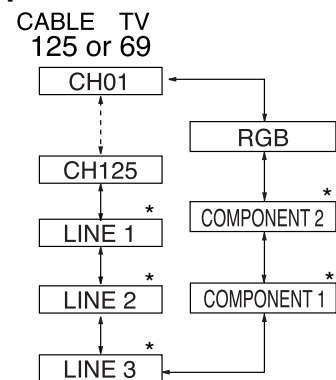 CABLE TV
125 or 69
CH01
RGB
CH125
*
COMPONENT 2
*
LINE 1
*
LINE 2
*
COMPONENT 1
*
LINE 3